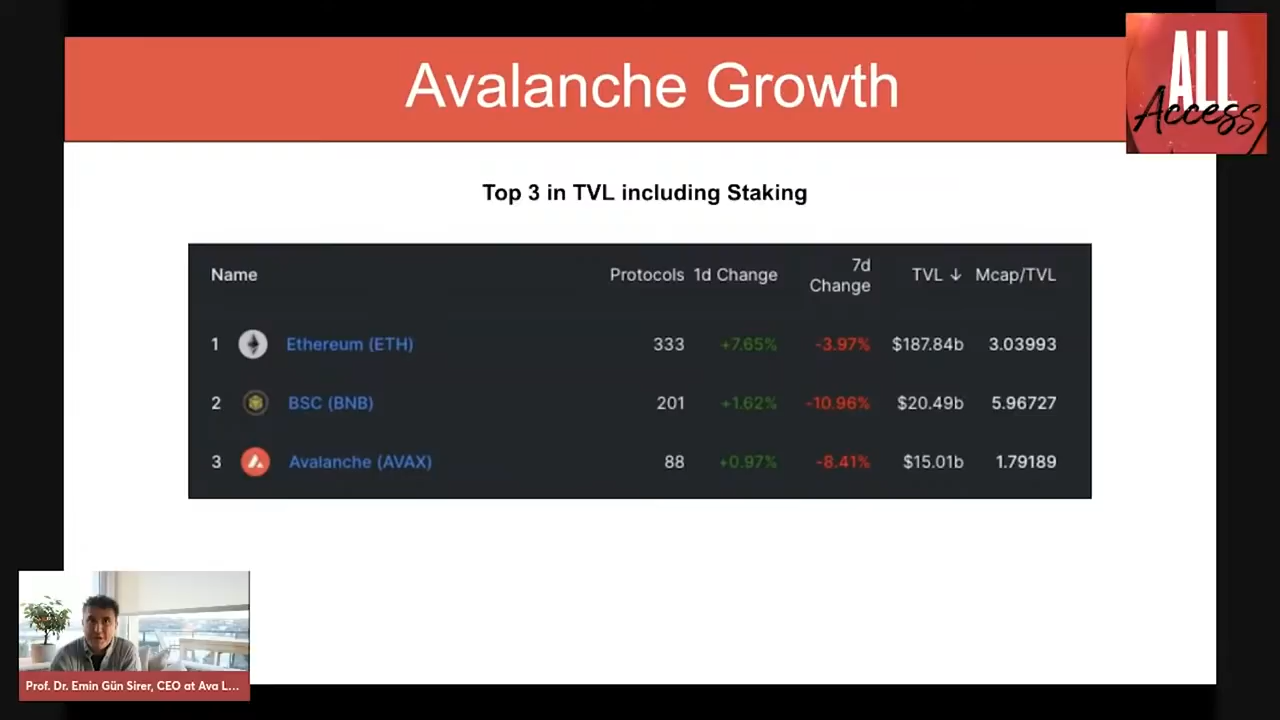 Avalanche Growth
ALL
Access
Top 3 in TVL including Staking
Name Protocols 1d Change 7d Change TVL ↓ Mcap/TVL
1 Ethereum (ETH) 333 +7.65% -3.97% $187.84b 3.03993
2 BSC (BNB) 201 +1.62% -10.96% $20.49b 5.96727
3 Avalanche (AVAX) 88 +0.97% -8.41% $15.01b 1.79189
Prof. Dr. Emin Gün Sirer, CEO at Ava L...